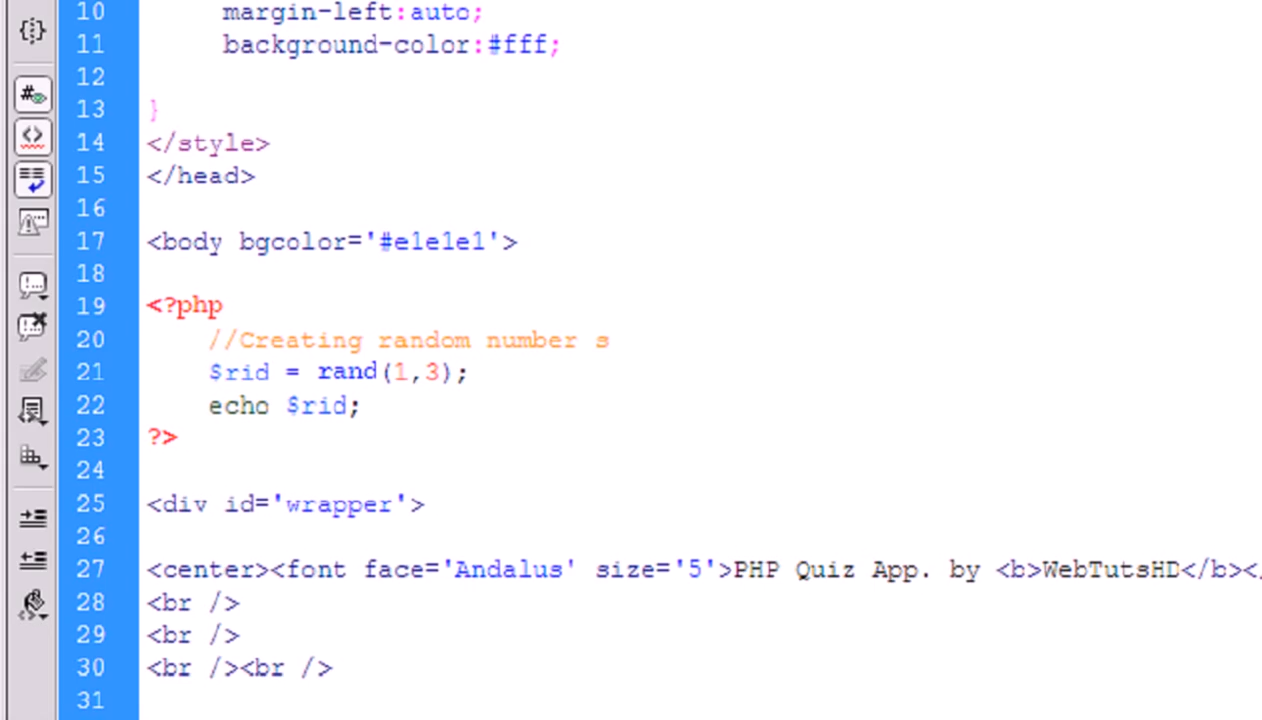 10 margin-left:auto;
11 background-color:#fff;
12
13 }
14 </style>
15 </head>
16
17 <body bgcolor='#e1e1e1'>
18
19 <?php
20 //Creating random number s
21 $rid = rand(1,3);
22 echo $rid;
23 ?>
24
25 <div id='wrapper'>
26
27 <center><font face='Andalus' size='5'>PHP Quiz App. by <b>WebTutsHD</b><
28 <br />
29 <br />
30 <br /><br />
31